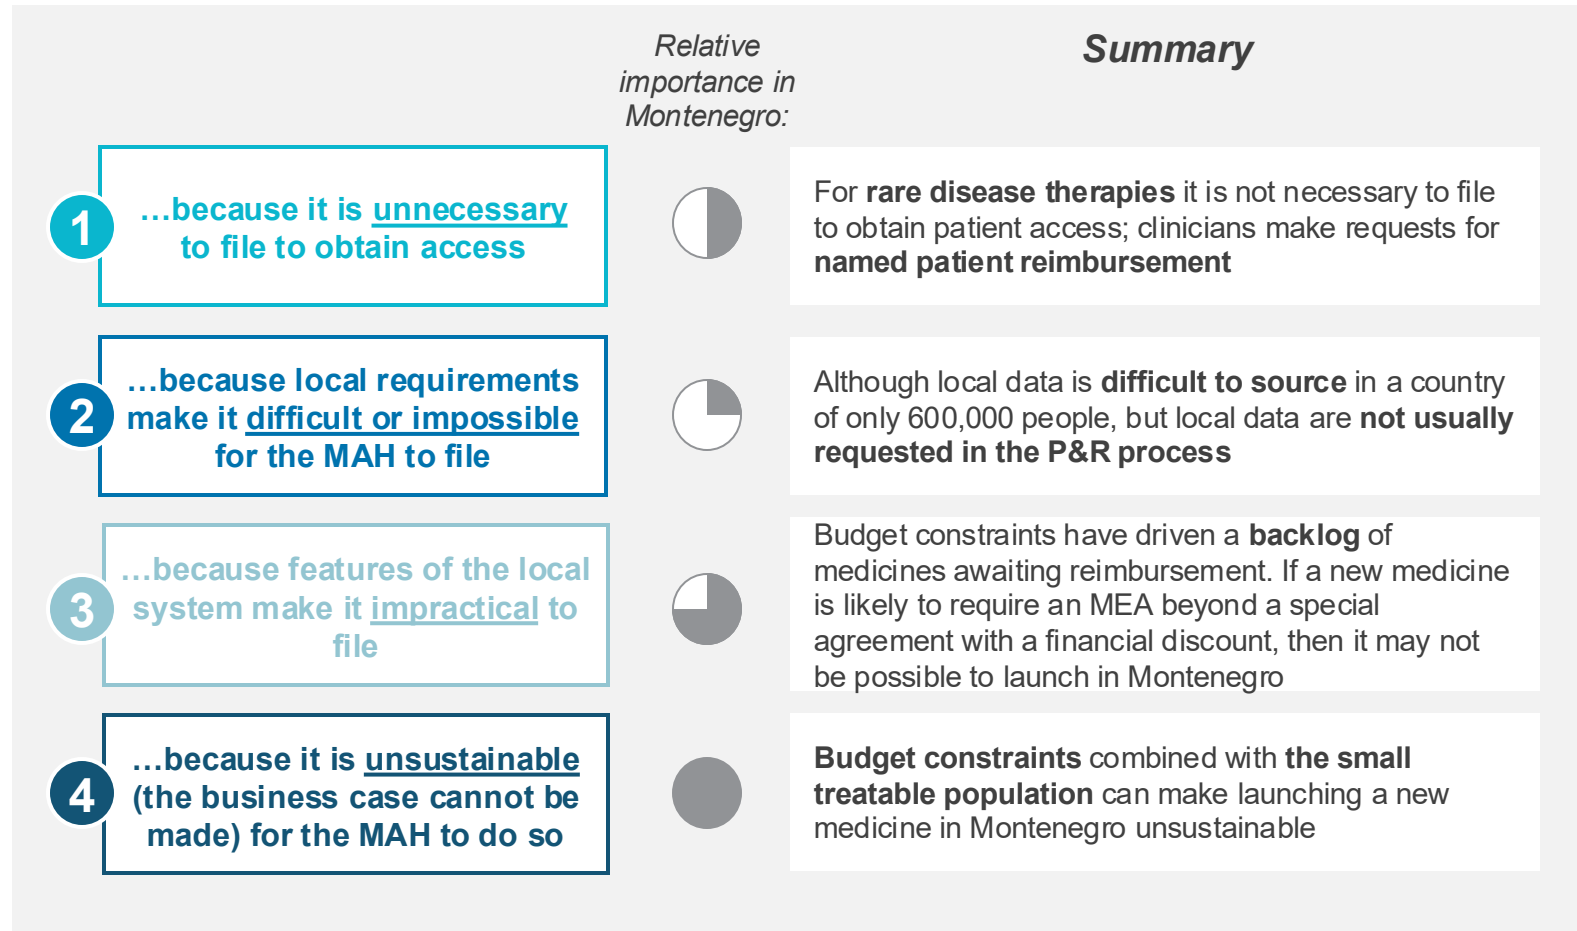 Relative
importance in
Montenegro:
Summary
1
…because it is unnecessary
to file to obtain access
For rare disease therapies it is not necessary to file
to obtain patient access; clinicians make requests for
named patient reimbursement
2
…because local requirements
make it difficult or impossible
for the MAH to file
Although local data is difficult to source in a country
of only 600,000 people, but local data are not usually
requested in the P&R process
3
…because features of the local
system make it impractical to
file
Budget constraints have driven a backlog of
medicines awaiting reimbursement. If a new medicine
is likely to require an MEA beyond a special
agreement with a financial discount, then it may not
be possible to launch in Montenegro
4
…because it is unsustainable
(the business case cannot be
made) for the MAH to do so
Budget constraints combined with the small
treatable population can make launching a new
medicine in Montenegro unsustainable